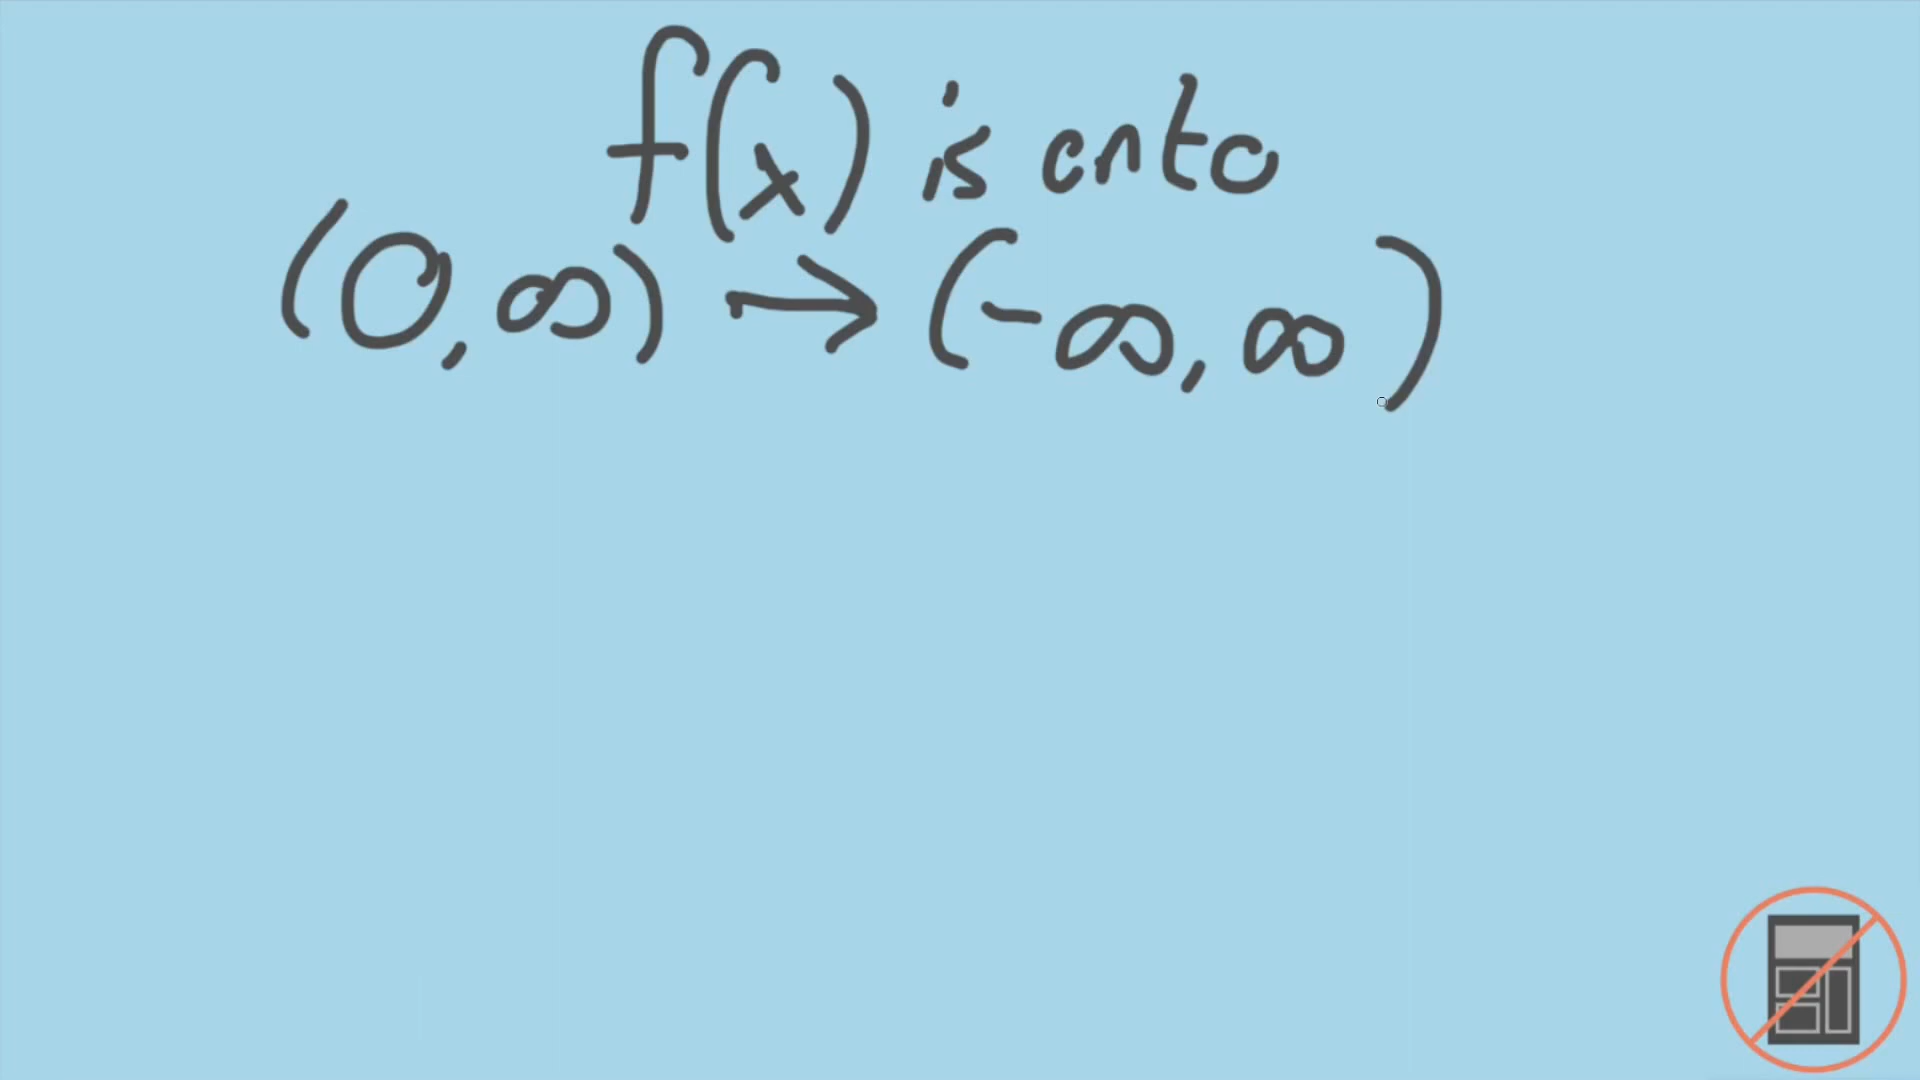 f(x) is onto
(0, ∞) → (-∞, ∞)